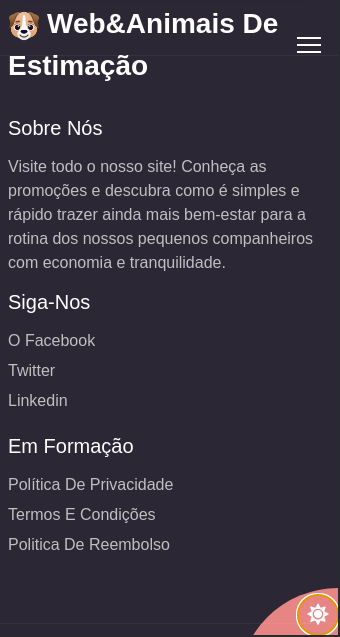 Web&Animais De
Estimação
Sobre Nós
Visite todo o nosso site! Conheça as
promoções e descubra como é simples e
rápido trazer ainda mais bem-estar para a
rotina dos nossos pequenos companheiros
com economia e tranquilidade.
Siga-Nos
O Facebook
Twitter
Linkedin
Em Formação
Política De Privacidade
Termos E Condições
Politica De Reembolso